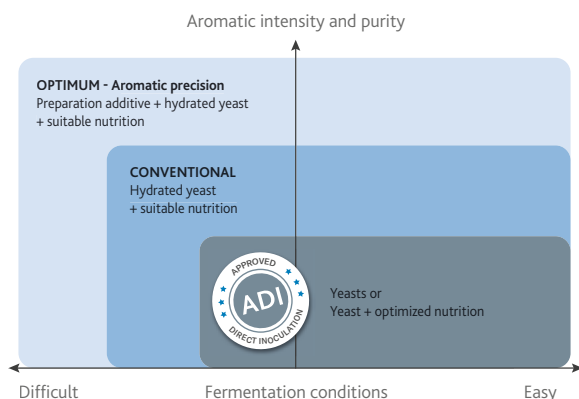 Aromatic intensity and purity
OPTIMUM - Aromatic precision
Preparation additive + hydrated yeast
+ suitable nutrition
CONVENTIONAL
Hydrated yeast
+ suitable nutrition
APPROVED
ADI
DIRECT INOCULATION
Yeasts or
Yeast + optimized nutrition
Difficult
Fermentation conditions
Easy